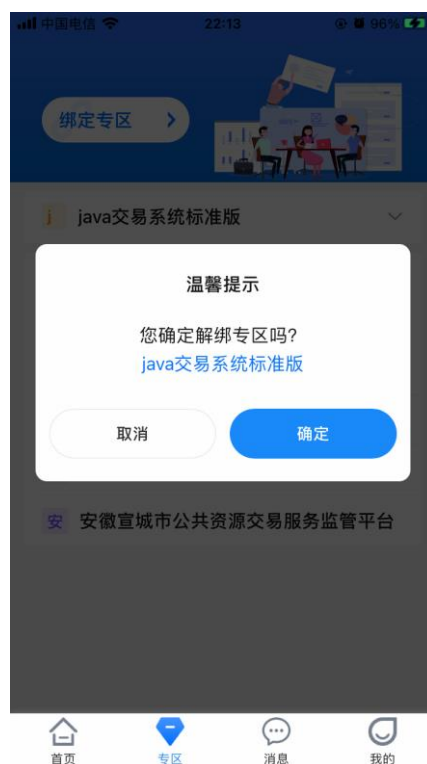 中国电信 22:13 96%
绑定专区
j java交易系统标准版
温馨提示
您确定解绑专区吗?
java交易系统标准版
取消 确定
安 安徽宣城市公共资源交易服务监管平台
首页 专区 消息 我的